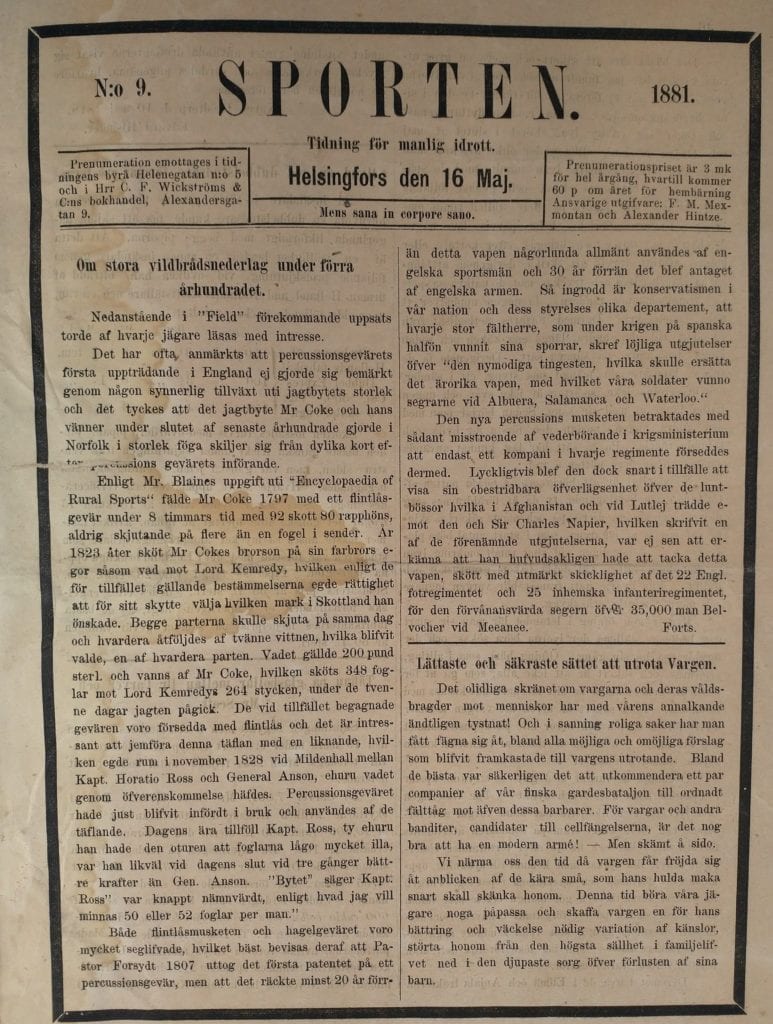 N:o 9.
SPORTEN.
1881.
Tidning för manlig idrott.
Prenumeration emottages i tid-
ningens byrå Helenegatan n:o 5
och i Hrr C. F. Wickströms &
C:ns bokhandel, Alexandersga-
tan 9.
Helsingfors den 16 Maj.
Mens sana in corpore sano.
Prenumerationspriset är 3 mk
för hel årgång, hvartill kommer
60 p om året för hembärning
Ansvarige utgifvare: F. M. Mex-
montan och Alexander Hintze.
Om stora vildbrådsnederlag under förra
århundradet.
Nedanstående i "Field" förekommande uppsats
torde af hvarje jägare läsas med intresse.
Det har ofta anmärkts att percussionsgevärets
första uppträdande i England ej gjorde sig bemärkt
genom någon synnerlig tillväxt uti jagtbytets storlek
och det tyckes att det jagtbyte Mr Coke och hans
vänner under slutet af senaste århundrade gjorde i
Norfolk i storlek föga skiljer sig från dylika kort ef-
ter percussions gevärets införande.
Enligt Mr. Blaines uppgift uti "Encyclopaedia of
Rural Sports" fälde Mr Coke 1797 med ett flintlås-
gevär under 8 timmars tid med 92 skott 80 rapphöns,
aldrig skjutande på flere än en fogel i sender. År
1823 åter sköt Mr Cokes brorson på sin farbrors e-
gor såsom vad mot Lord Kemredy, hvilken enligt de
för tillfället gällande bestämmelserna egde rättighet
att för sitt skytte välja hvilken mark i Skottland han
önskade. Begge parterna skulle skjuta på samma dag
och hvardera åtföljdes af tvänne vittnen, hvilka blifvit
valde, en af hvardera parten. Vadet gällde 200 pund
sterl. och vanns af Mr Coke, hvilken sköts 348 fog-
lar mot Lord Kemredys 264 stycken, under de tven-
ne dagar jagten pågick. De vid tillfället begagnade
gevären voro försedda med flintlås och det är intres-
sant att jemföra denna täflan med en liknande, hvil-
ken egde rum i november 1828 vid Mildenhall mellan
Kapt. Horatio Ross och General Anson, ehuru vadet
genom öfverenskommelse häfdes. Percussionsgeväret
hade just blifvit infördt i bruk och användes af de
täflande. Dagens ära tillföll Kapt. Ross, ty ehuru
han hade den oturen att foglarna lågo mycket illa,
var han likväl vid dagens slut vid tre gånger bätt-
re krafter än Gen. Anson. "Bytet" säger Kapt.
Ross" var knappt nämnvärdt, enligt hvad jag vill
minnas 50 eller 52 foglar per man."
Både flintlåsmusketen och hagelgeväret voro
mycket seglifvade, hvilket bäst bevisas deraf att Pa-
stor Forsydt 1807 uttog det första patentet på ett
percussionsgevär, men att det räckte minst 20 år förr-
än detta vapen någorlunda allmänt användes af en-
gelska sportsmän och 30 år förrän det blef antaget
af engelska armen. Så ingrodd är konservatismen i
vår nation och dess styrelses olika departement, att
hvarje stor fältherre, som under krigen på spanska
halfön vunnit sina sporrar, skref löjliga utgjutelser
öfver "den nymodiga tingesten, hvilka skulle ersätta
det ärorika vapen, med hvilket våra soldater vunno
segrarne vid Albuera, Salamanca och Waterloo."
Den nya percussions musketen betraktades med
sådant misstroende af vederbörande i krigsministerium
att endast ett kompani i hvarje regimente förseddes
dermed. Lyckligtvis blef den dock snart i tillfälle att
visa sin obestridbara öfverlägsenhet öfver de lunt-
bössor hvilka i Afghanistan och vid Lutlej trädde e-
mot den och Sir Charles Napier, hvilken skrifvit en
af de förenämnde utgjutelserna, var ej sen att er-
känna att han hufvudsakligen hade att tacka detta
vapen, skött med utmärkt skicklighet af det 22 Engl.
fotregimentet och 25 inhemska infanteriregimentet,
för den förvånansvärda segern öfver 35,000 man Bel-
vocher vid Meeanee. Forts.
Lättaste och säkraste sättet att utrota Vargen.
Det olidliga skränet om vargarna och deras vålds-
bragder mot menniskor har med vårens annalkande
ändtligen tystnat! Och i sanning roliga saker har man
fått fägna sig åt, bland alla möjliga och omöjliga förslag
som blifvit framkastade till vargens utrotande. Bland
de bästa var säkerligen det att utkommendera ett par
companier af vår finska gardesbataljon till ordnadt
fälttåg mot äfven dessa barbarer. För vargar och andra
banditer, candidater till cellfängelserna, är det nog
bra att ha en modern armé! — Men skämt å sido.
Vi närma oss den tid då vargen får fröjda sig
åt anblicken af de kära små, som hans hulda maka
snart skall skänka honom. Denna tid böra våra jä-
gare noga påpassa och skaffa vargen en för hans
bättring och väckelse nödig variation af känslor,
störta honom från den högsta sällhet i familjelif-
vet ned i den djupaste sorg öfver förlusten af sina
barn.